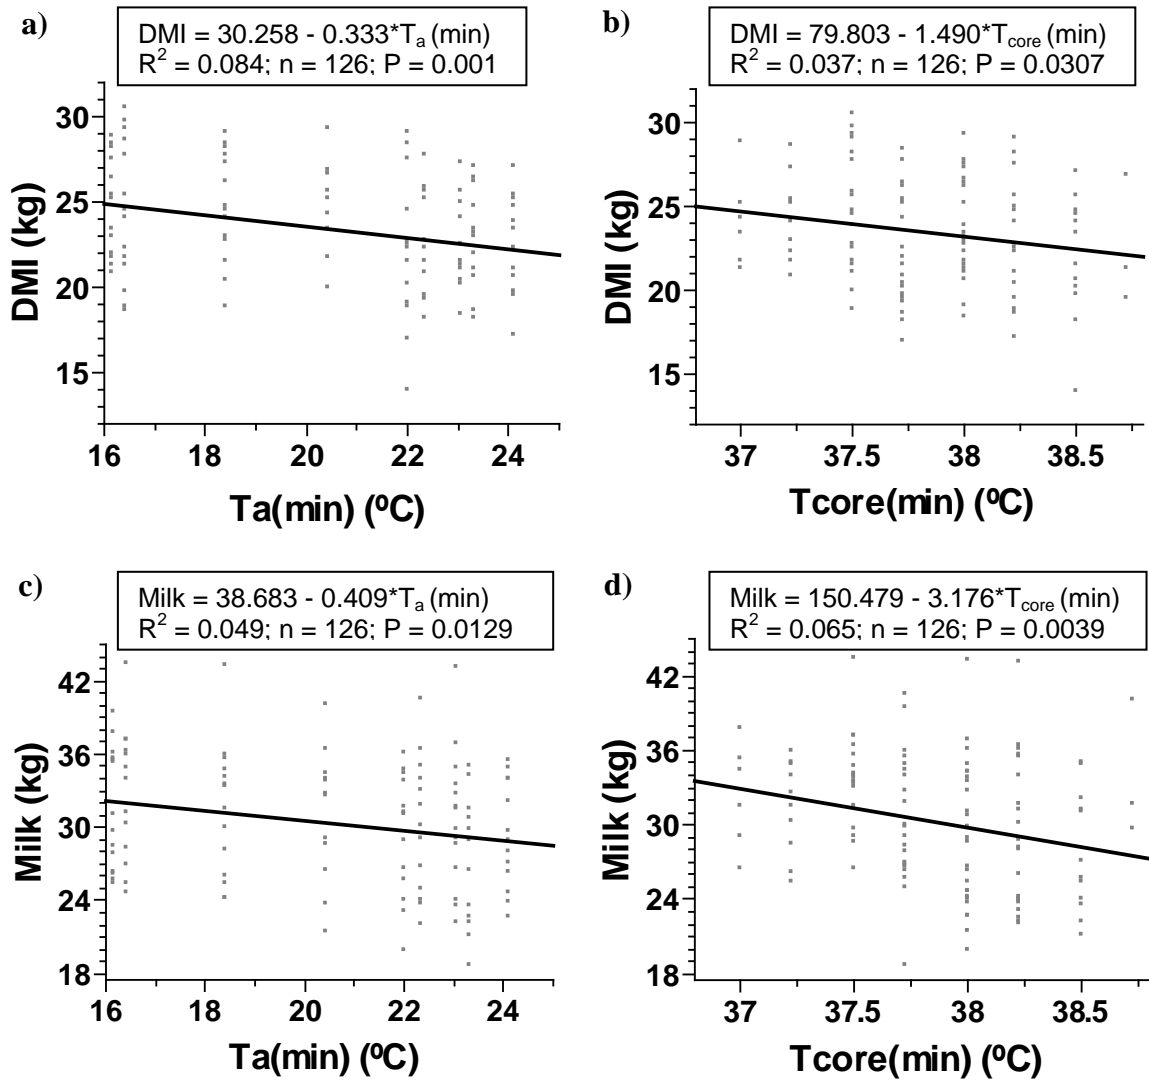 a)
DMI = 30.258 - 0.333*Ta (min)
R2 = 0.084; n = 126; P = 0.001
30
25
20
15
DMI (kg)
16 18 20 22 24
Ta(min) (ºC)
b)
DMI = 79.803 - 1.490*Tcore (min)
R2 = 0.037; n = 126; P = 0.0307
30
25
20
15
DMI (kg)
37 37.5 38 38.5
Tcore(min) (ºC)
c)
Milk = 38.683 - 0.409*Ta (min)
R2 = 0.049; n = 126; P = 0.0129
42
36
30
24
18
Milk (kg)
16 18 20 22 24
Ta(min) (ºC)
d)
Milk = 150.479 - 3.176*Tcore (min)
R2 = 0.065; n = 126; P = 0.0039
42
36
30
24
18
Milk (kg)
37 37.5 38 38.5
Tcore(min) (ºC)